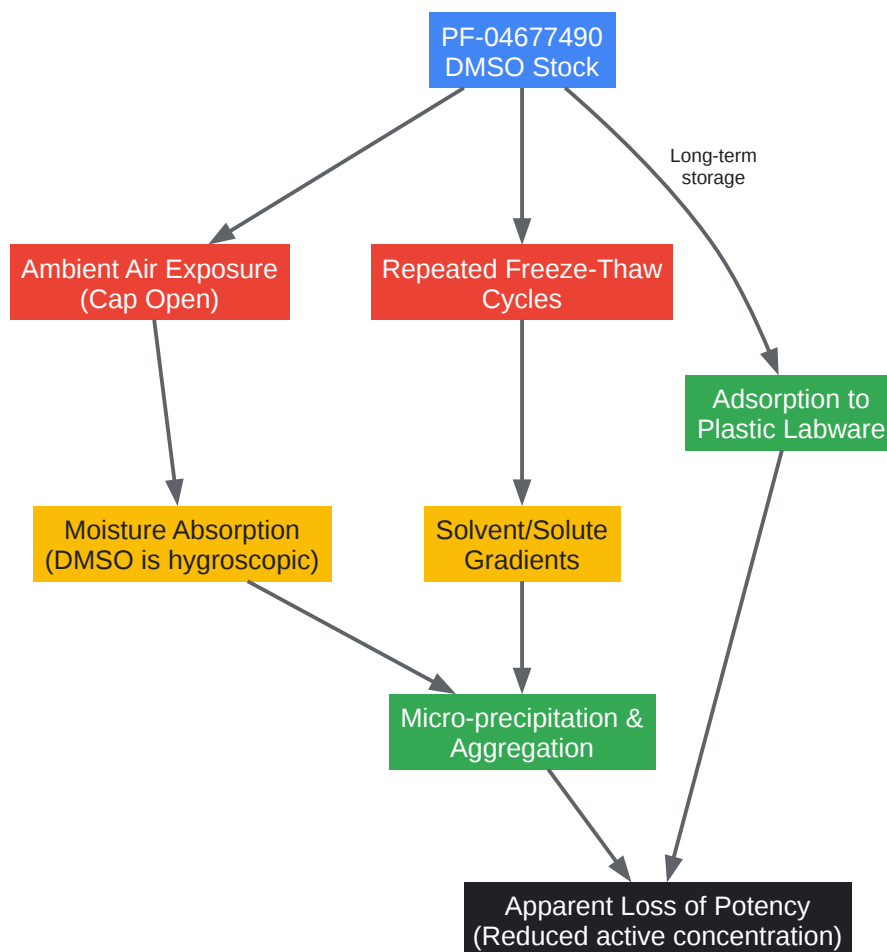 PF-04677490
DMSO Stock
Long-term
storage
Ambient Air Exposure
(Cap Open)
Repeated Freeze-Thaw
Cycles
Adsorption to
Plastic Labware
Moisture Absorption
(DMSO is hygroscopic)
Solvent/Solute
Gradients
Micro-precipitation &
Aggregation
Apparent Loss of Potency
(Reduced active concentration)